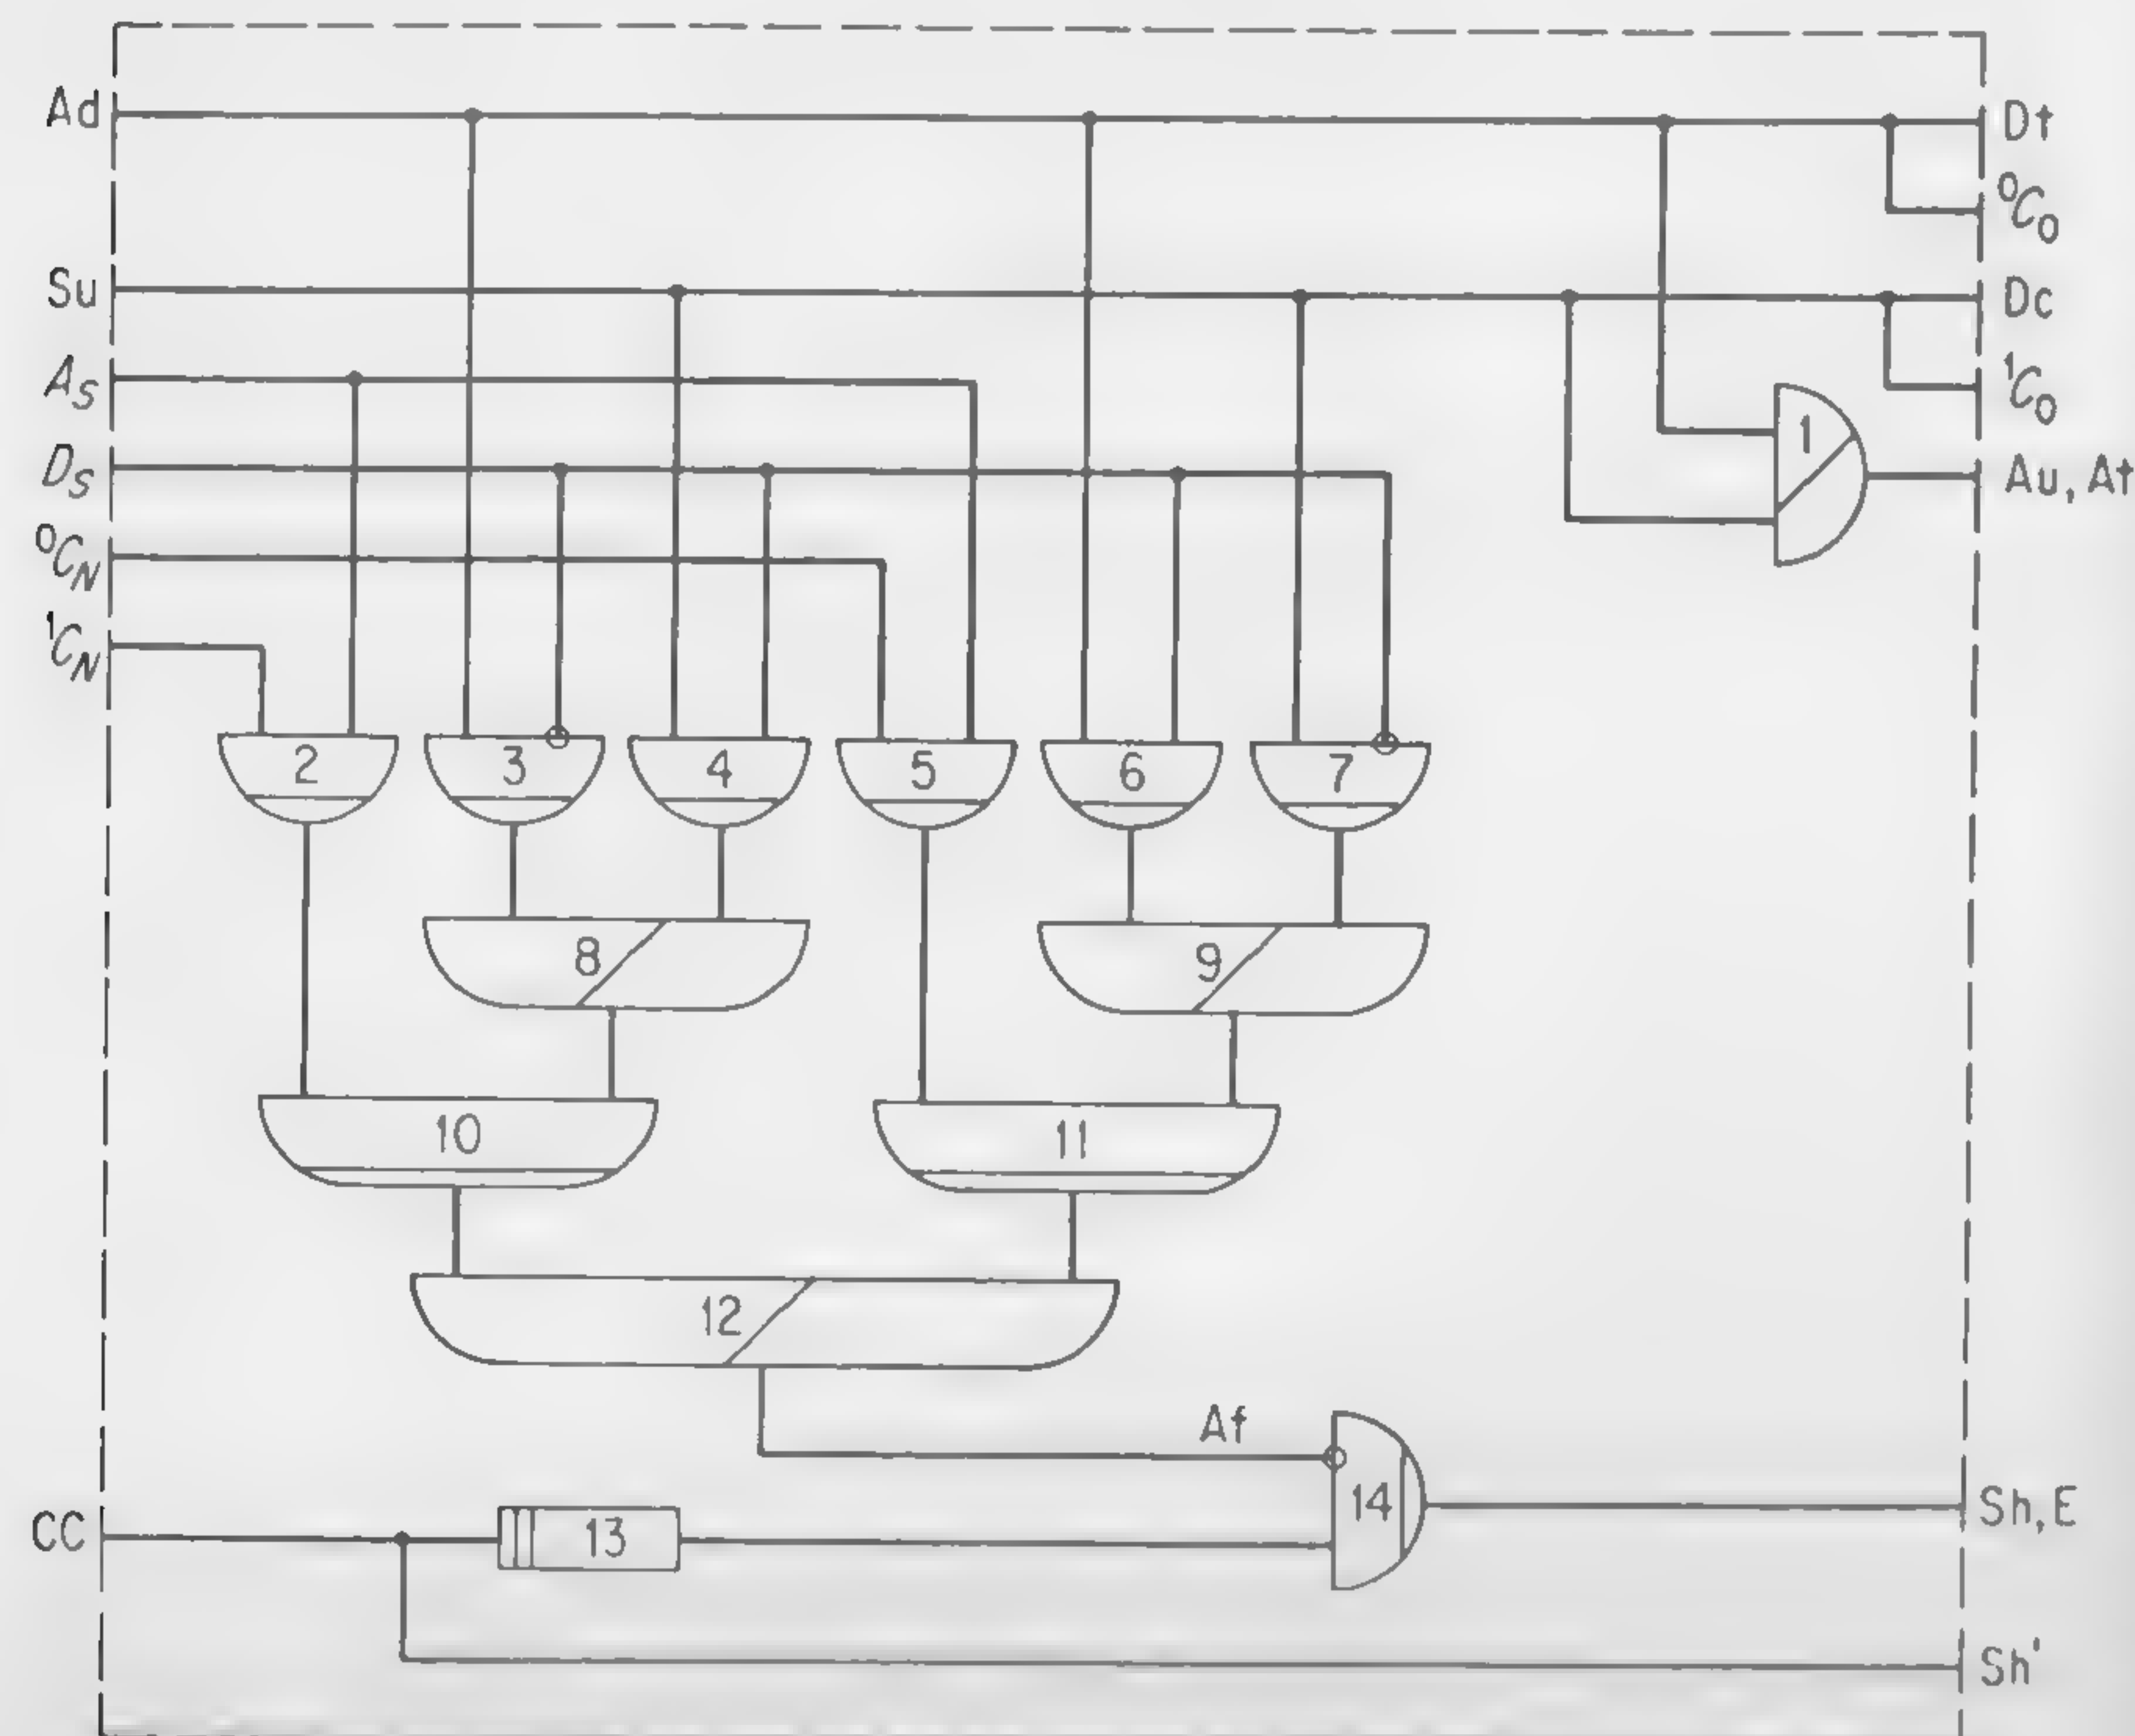 Ad
Dt
⁰C₀
Su
Dc
A_S
¹C₀
1
D_S
Au, At
⁰C_N
¹C_N
2
3
4
5
6
7
8
9
10
11
12
Af
14
Sh, E
CC
13
Sh'